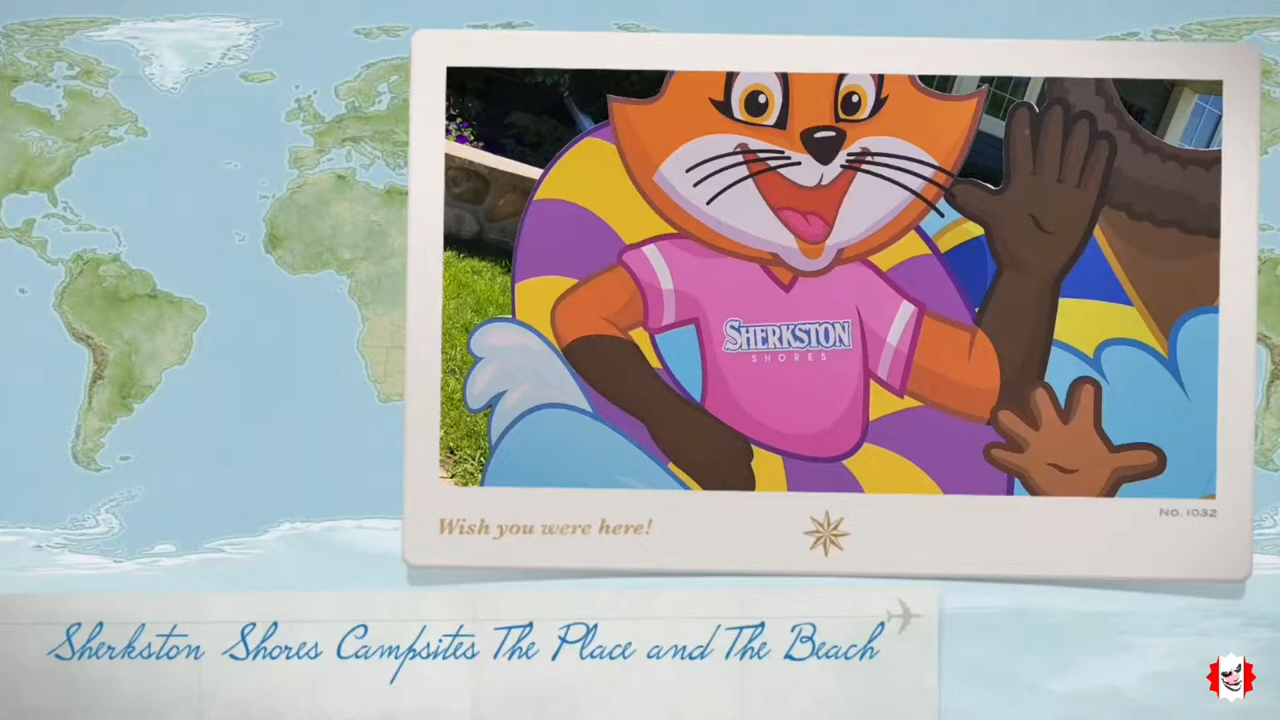 SHERKSTON
SHORES
Wish you were here!
No. 1032
Sherkston Shores Campsites The Place and The Beach